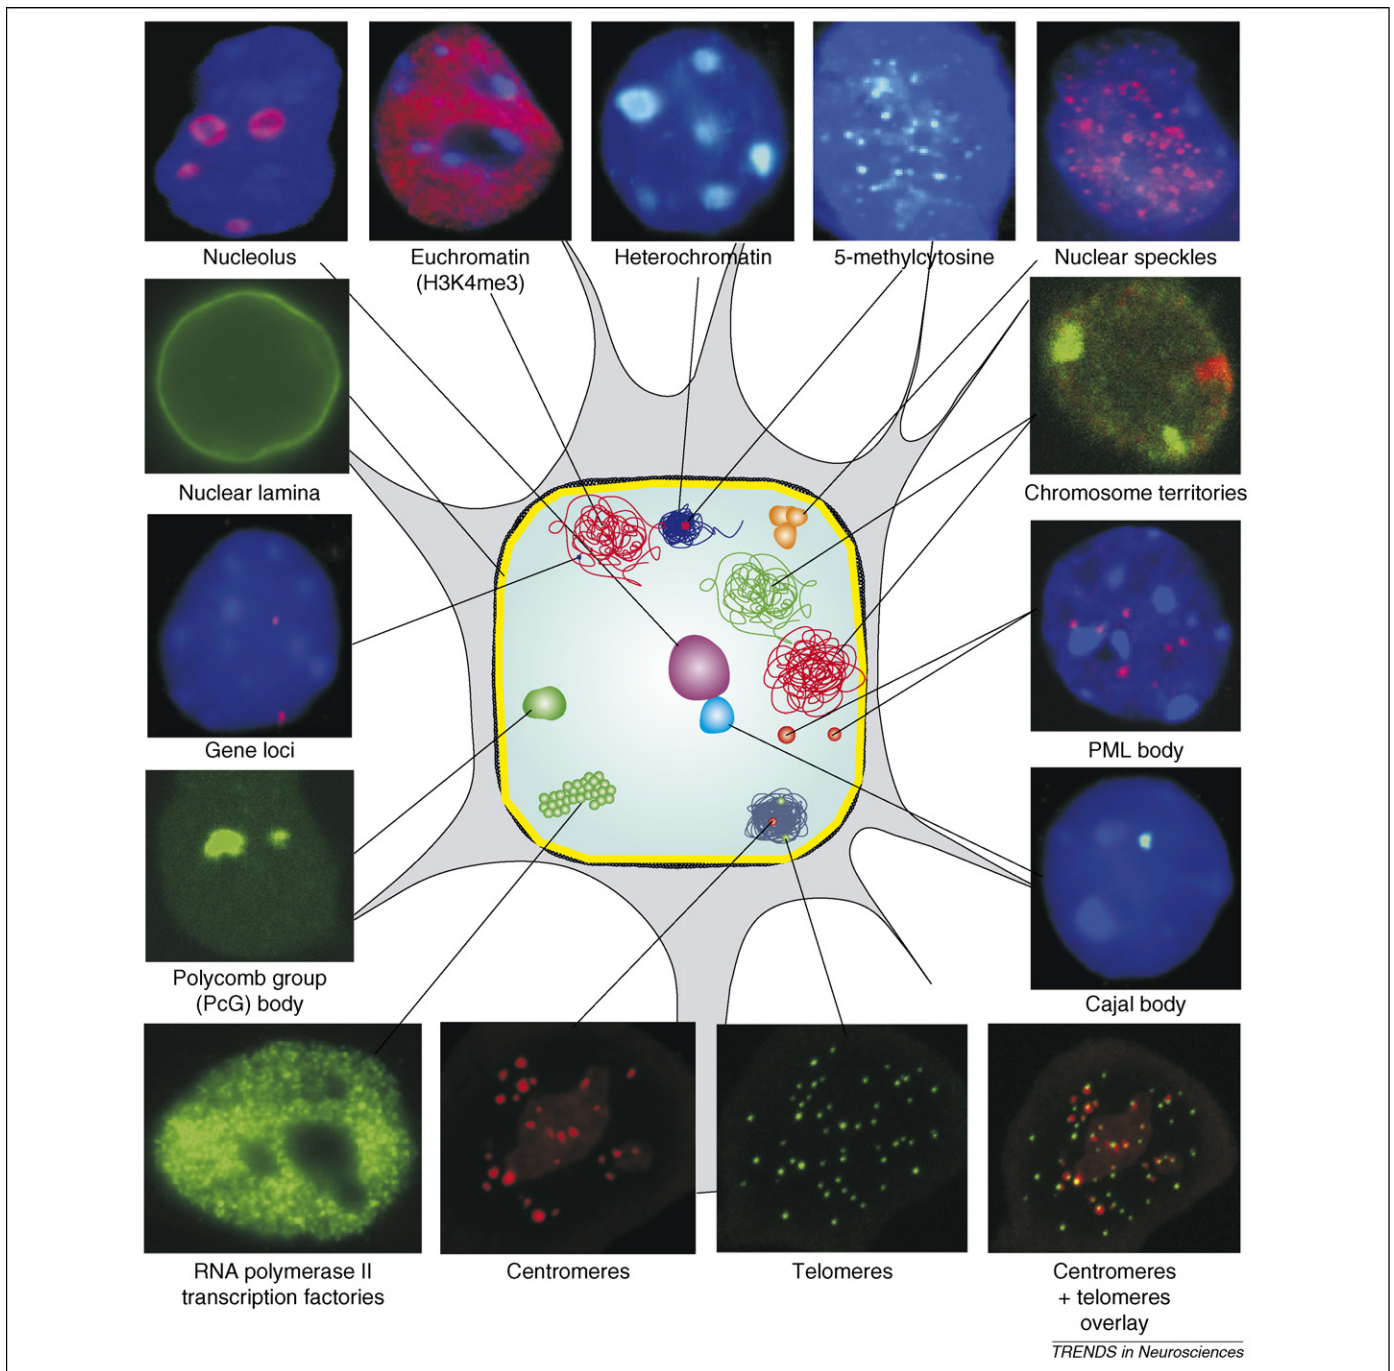 Nucleolus
Euchromatin
(H3K4me3)
Heterochromatin
5-methylcytosine
Nuclear speckles
Nuclear lamina
Chromosome territories
Gene loci
PML body
Polycomb group
(PcG) body
Cajal body
RNA polymerase II
transcription factories
Centromeres
Telomeres
Centromeres
+ telomeres
overlay
TRENDS in Neurosciences